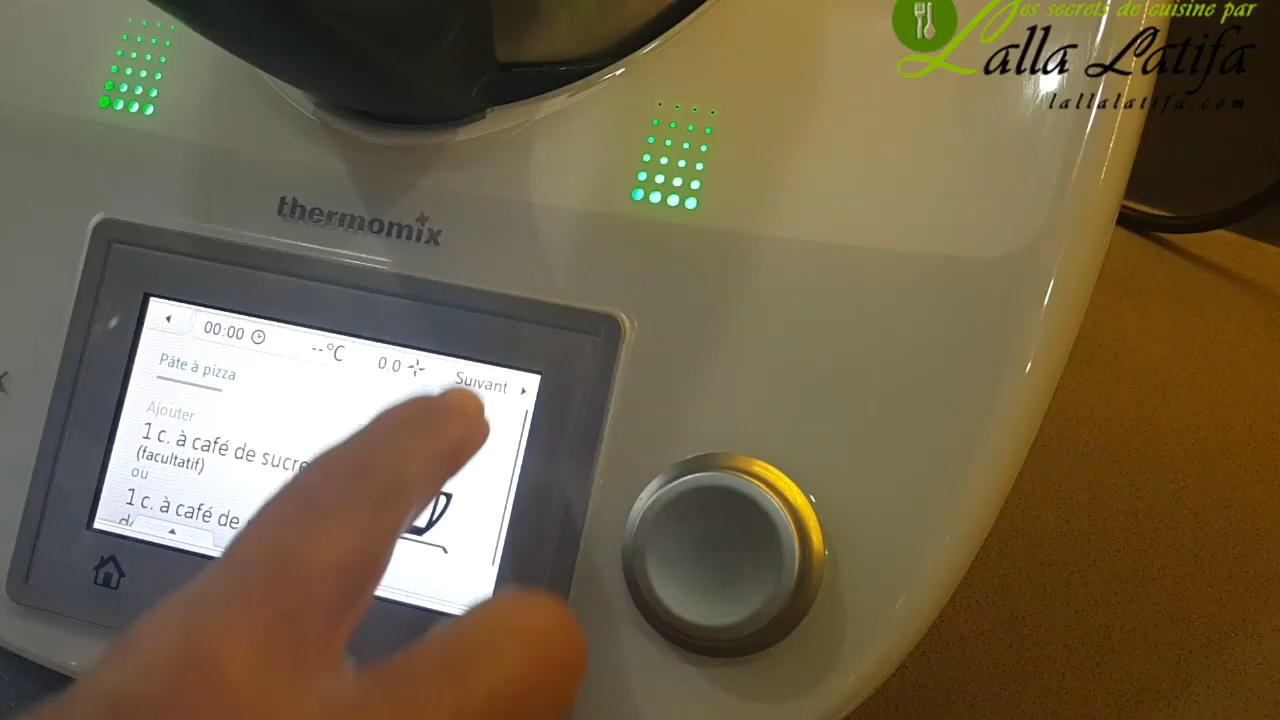 Les secrets de cuisine par
Lalla Latifa
lallalatifa.com
thermomix
00:00 --°C 0.0 Suivant
Pâte à pizza
Ajouter
1 c. à café de sucre
(facultatif)
ou
1 c. à café de